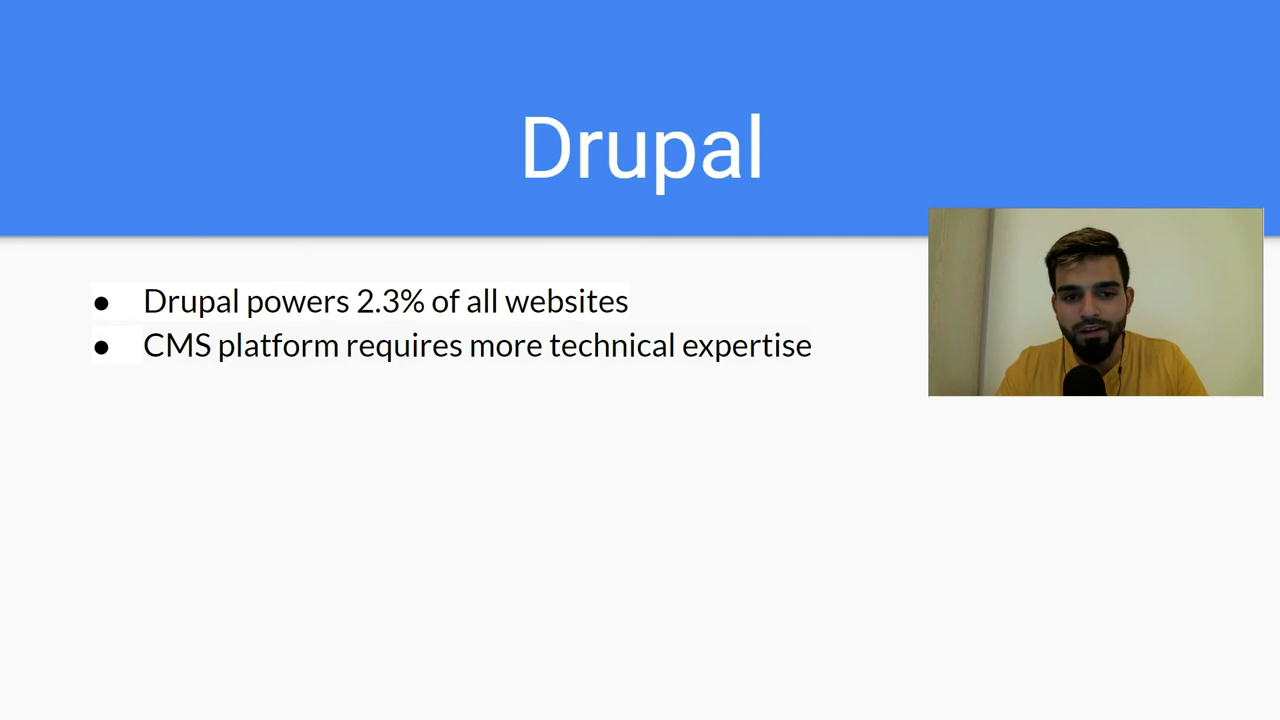 Drupal
● Drupal powers 2.3% of all websites
● CMS platform requires more technical expertise